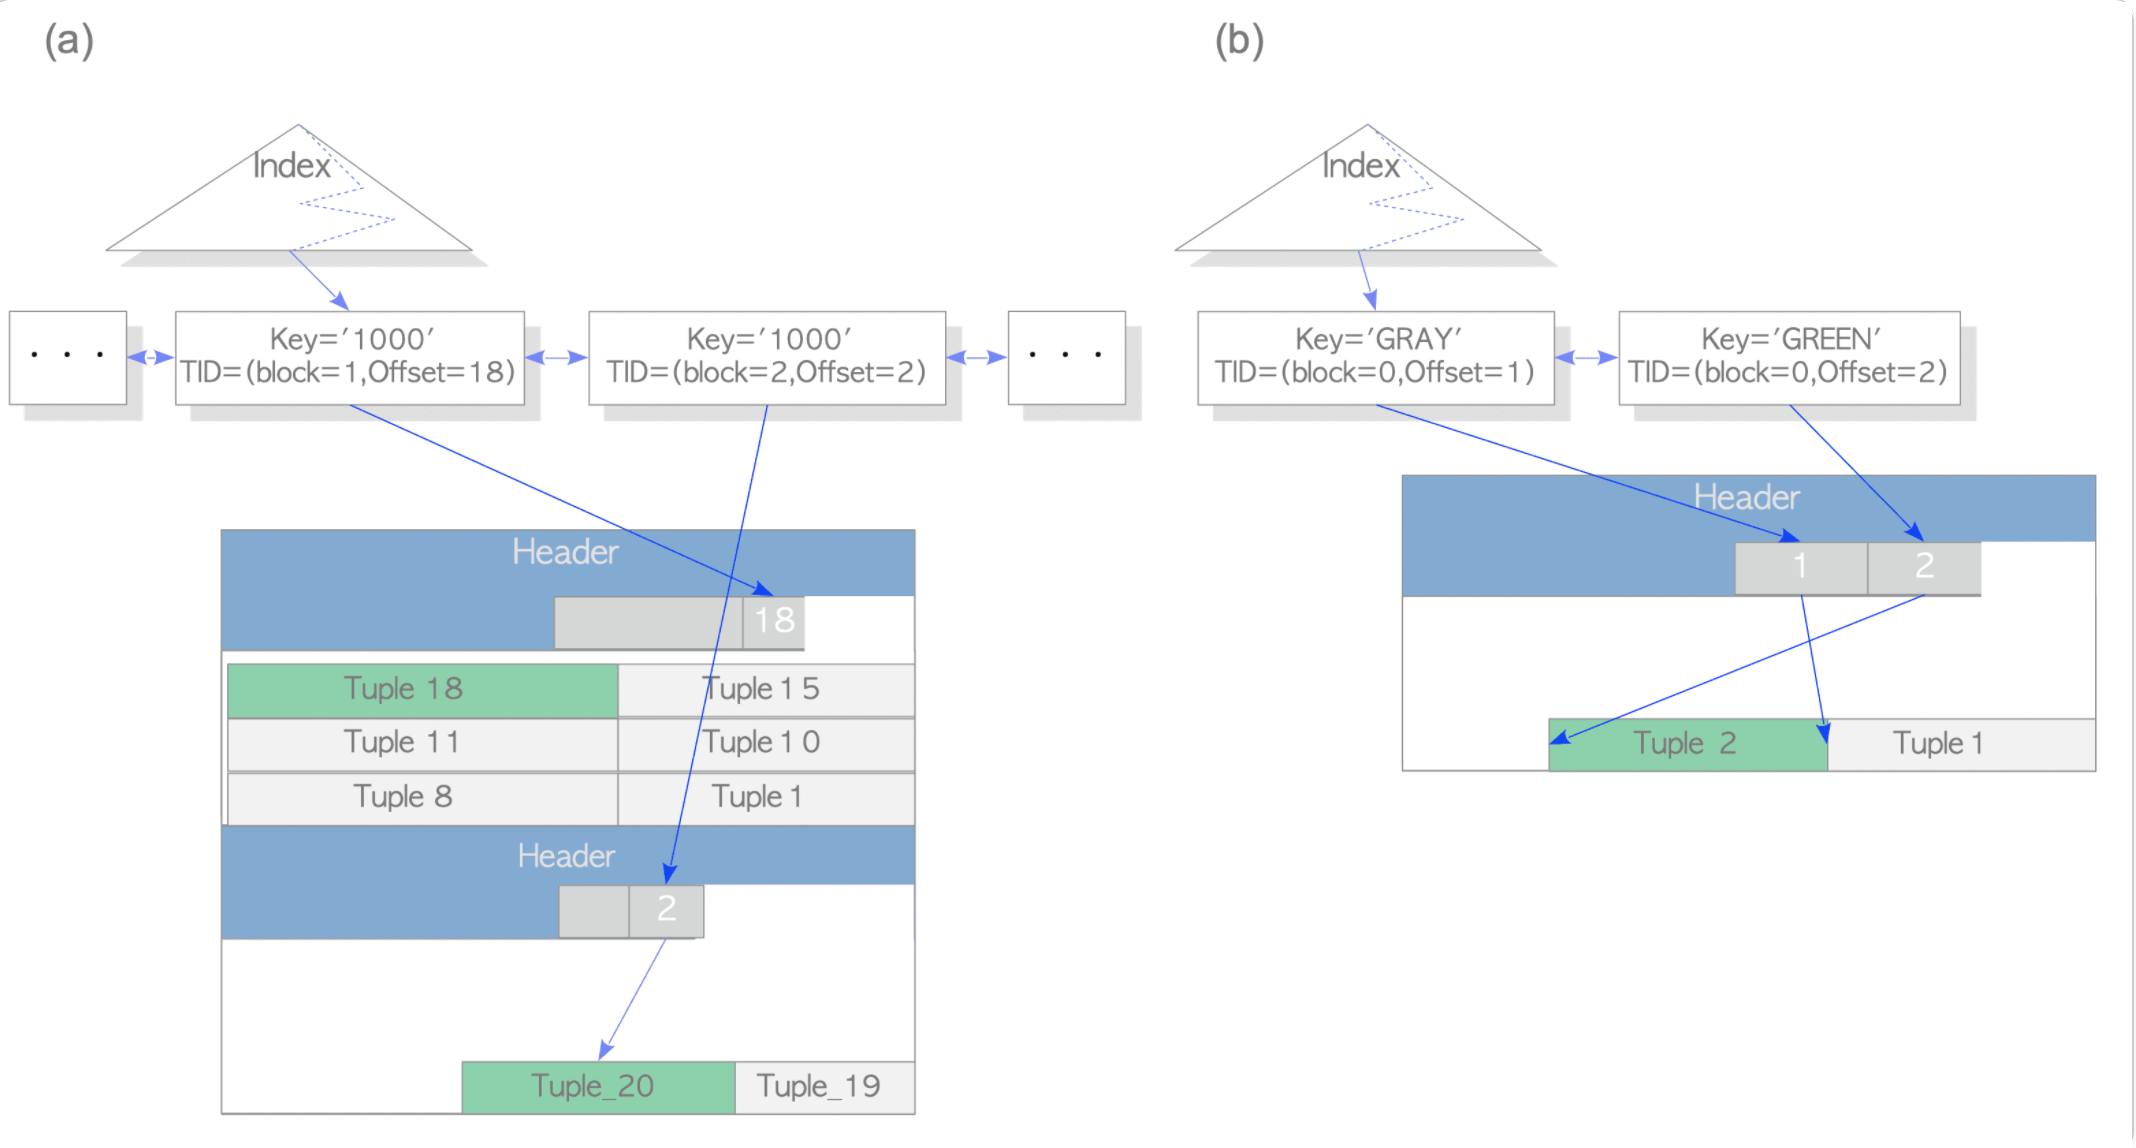 (a)
Index
. . .
Key='1000'
TID=(block=1,Offset=18)
Key='1000'
TID=(block=2,Offset=2)
. . .
Header
18
Tuple 18
Tuple 15
Tuple 11
Tuple 10
Tuple 8
Tuple 1
Header
2
Tuple_20
Tuple_19
(b)
Index
Key='GRAY'
TID=(block=0,Offset=1)
Key='GREEN'
TID=(block=0,Offset=2)
Header
1
2
Tuple 2
Tuple 1